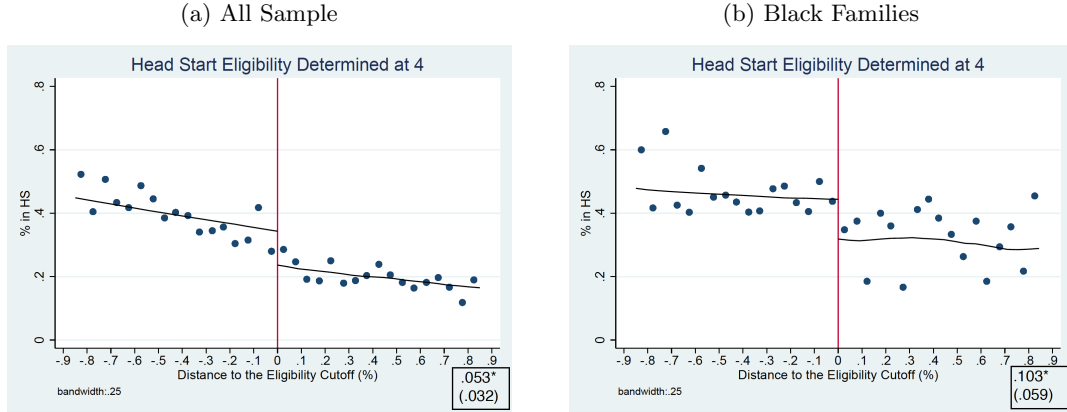 (a) All Sample
Head Start Eligibility Determined at 4
% in HS
.8
.6
.4
.2
0
-.9 -.8 -.7 -.6 -.5 -.4 -.3 -.2 -.1 0 .1 .2 .3 .4 .5 .6 .7 .8 .9
Distance to the Eligibility Cutoff (%)
bandwidth:.25
.053*
(.032)
(b) Black Families
Head Start Eligibility Determined at 4
% in HS
.8
.6
.4
.2
0
-.9 -.8 -.7 -.6 -.5 -.4 -.3 -.2 -.1 0 .1 .2 .3 .4 .5 .6 .7 .8 .9
Distance to the Eligibility Cutoff (%)
bandwidth:.25
.103*
(.059)